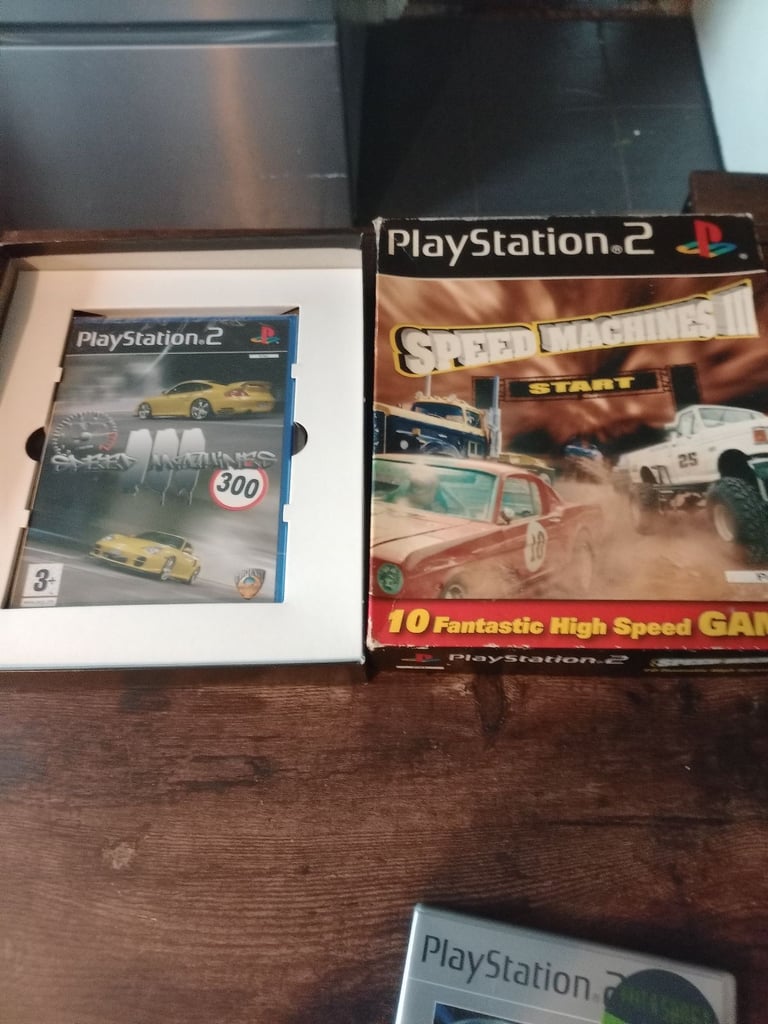 PlayStation®2
SPEED III MACHINES
300
3+
PlayStation®2
SPEED MACHINES III
START
25
10
10 Fantastic High Speed GAM
PlayStation®2
PlayStation®2